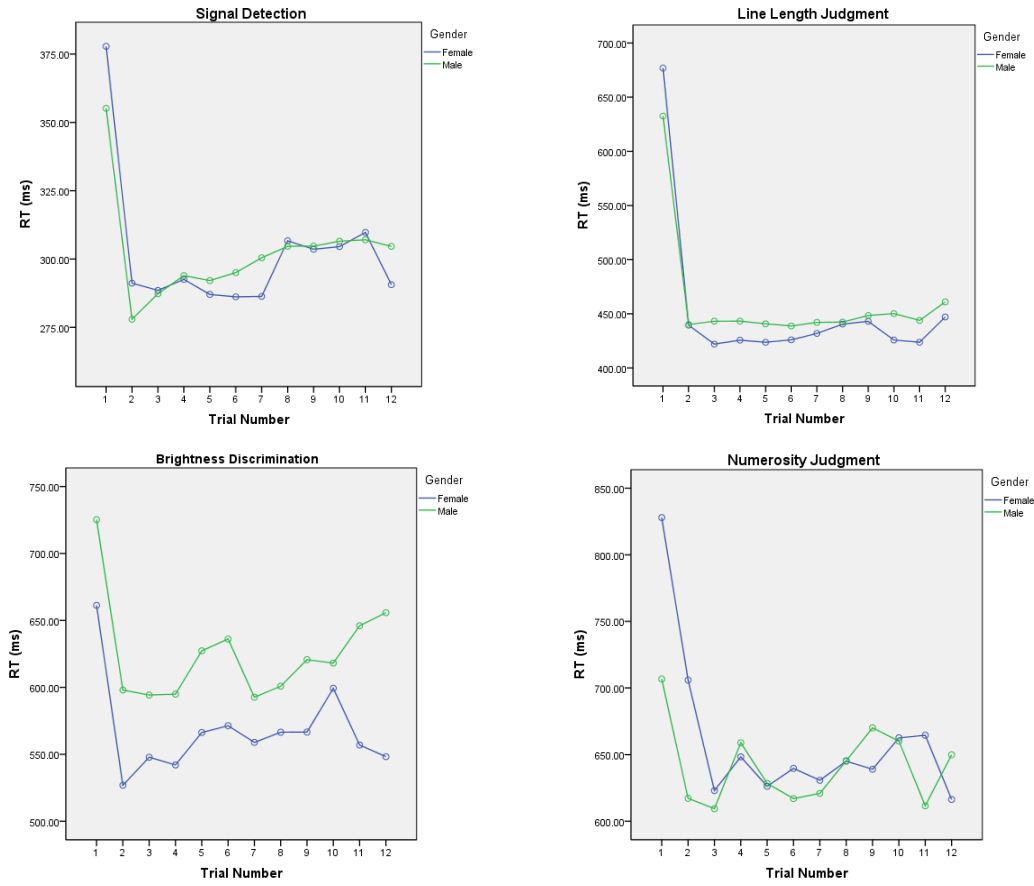 Signal Detection
Gender
Female
Male
375.00
350.00
325.00
300.00
275.00
RT (ms)
1 2 3 4 5 6 7 8 9 10 11 12
Trial Number
Line Length Judgment
Gender
Female
Male
700.00
650.00
600.00
550.00
500.00
450.00
400.00
RT (ms)
1 2 3 4 5 6 7 8 9 10 11 12
Trial Number
Brightness Discrimination
Gender
Female
Male
750.00
700.00
650.00
600.00
550.00
500.00
RT (ms)
1 2 3 4 5 6 7 8 9 10 11 12
Trial Number
Numerosity Judgment
Gender
Female
Male
850.00
800.00
750.00
700.00
650.00
600.00
RT (ms)
1 2 3 4 5 6 7 8 9 10 11 12
Trial Number